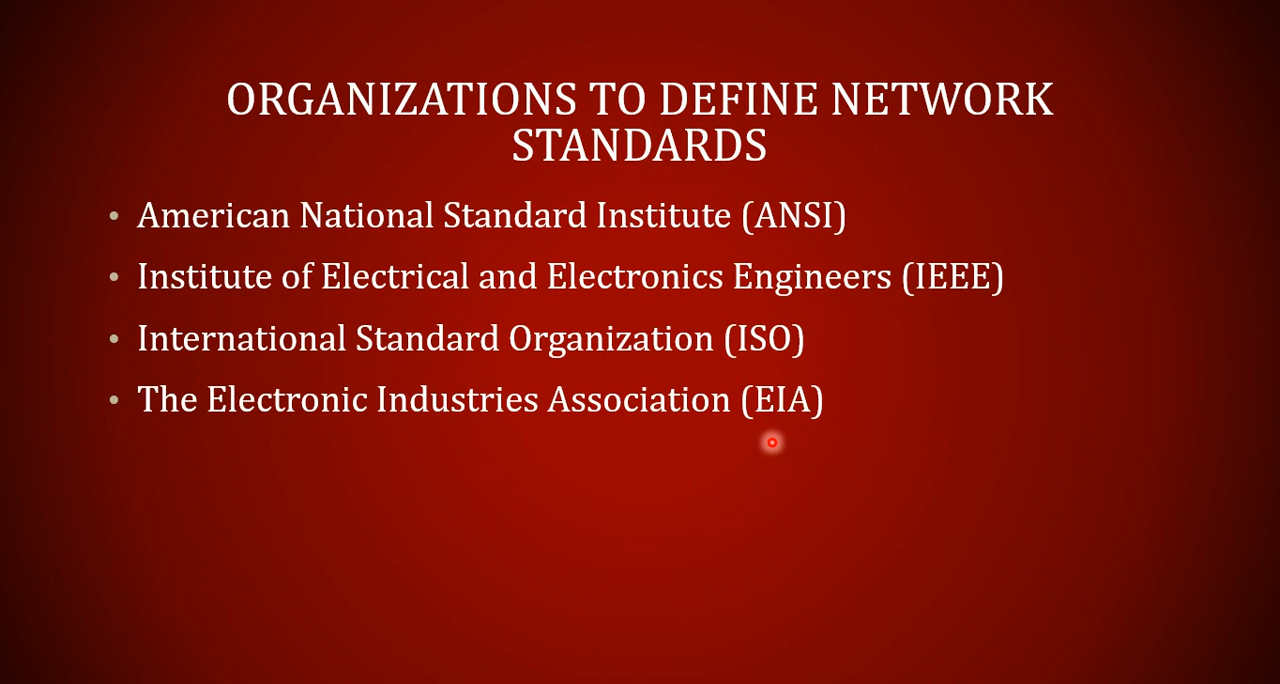 ORGANIZATIONS TO DEFINE NETWORK
STANDARDS
• American National Standard Institute (ANSI)
• Institute of Electrical and Electronics Engineers (IEEE)
• International Standard Organization (ISO)
• The Electronic Industries Association (EIA)